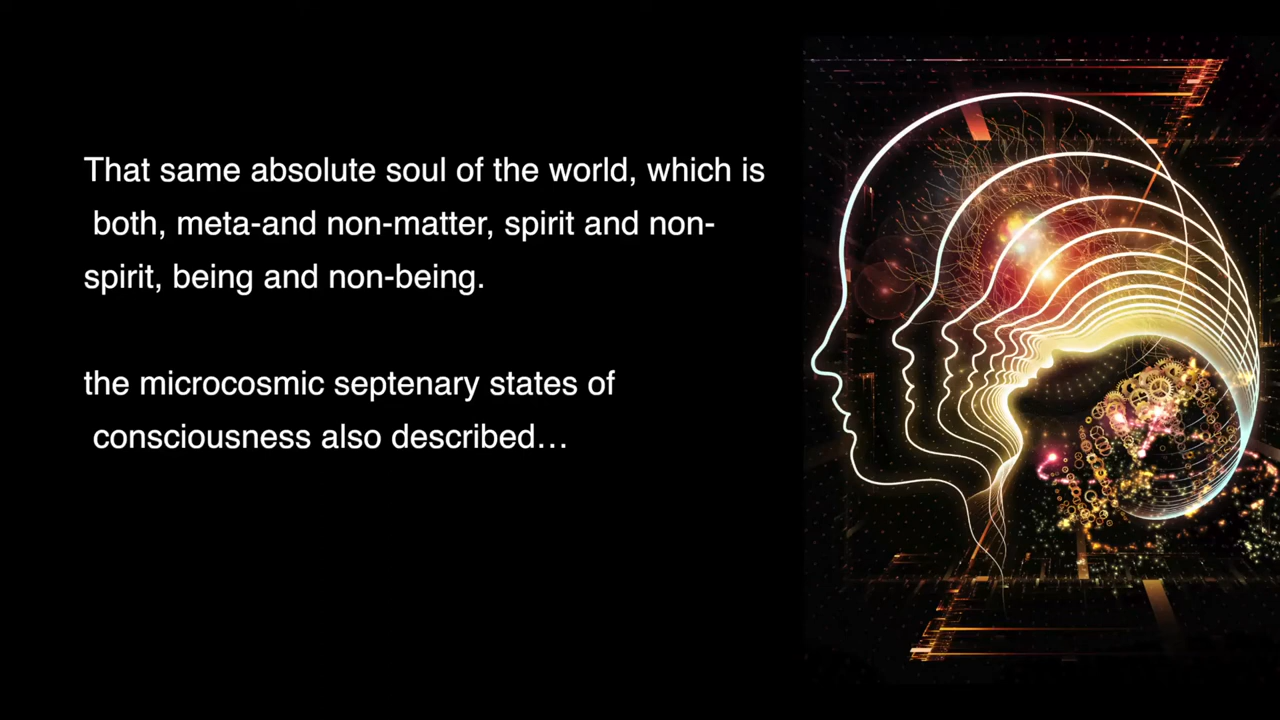 That same absolute soul of the world, which is
both, meta-and non-matter, spirit and non-
spirit, being and non-being.
the microcosmic septenary states of
consciousness also described…